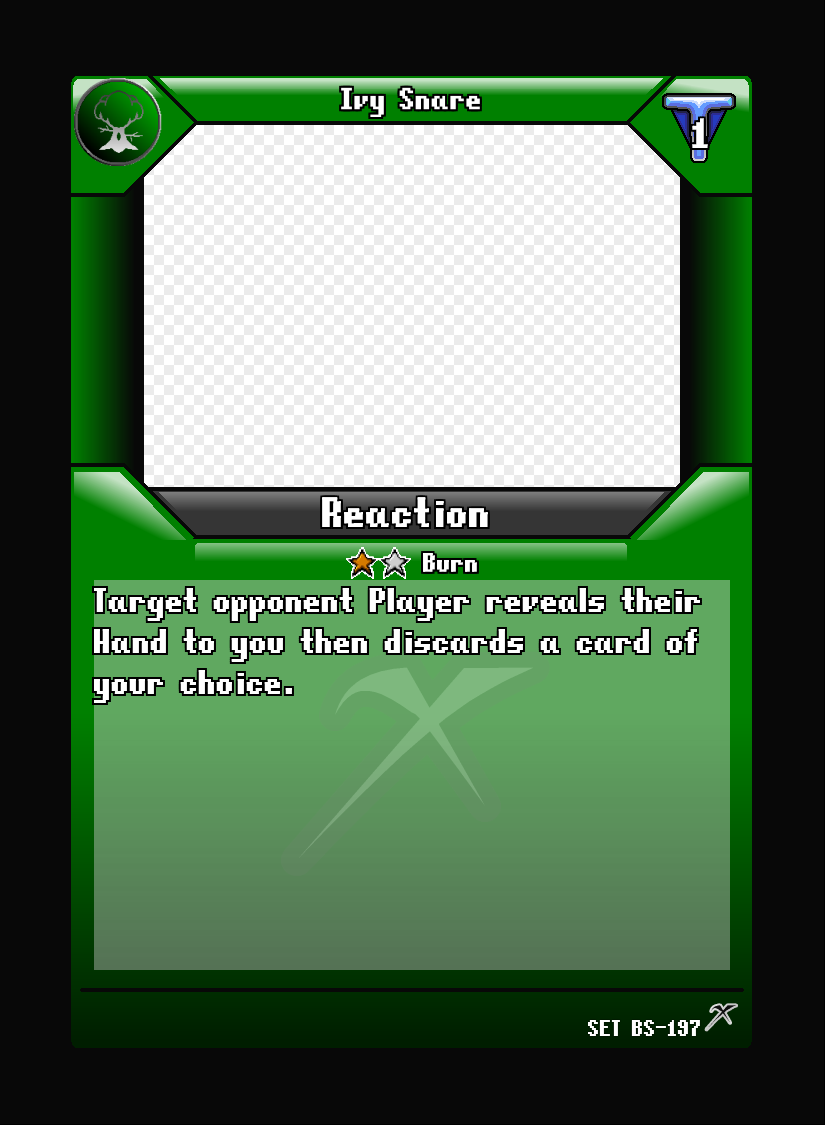 Ivy Snare
1
Reaction
Burn
Target opponent Player reveals their
Hand to you then discards a card of
your choice.
SET BS-197